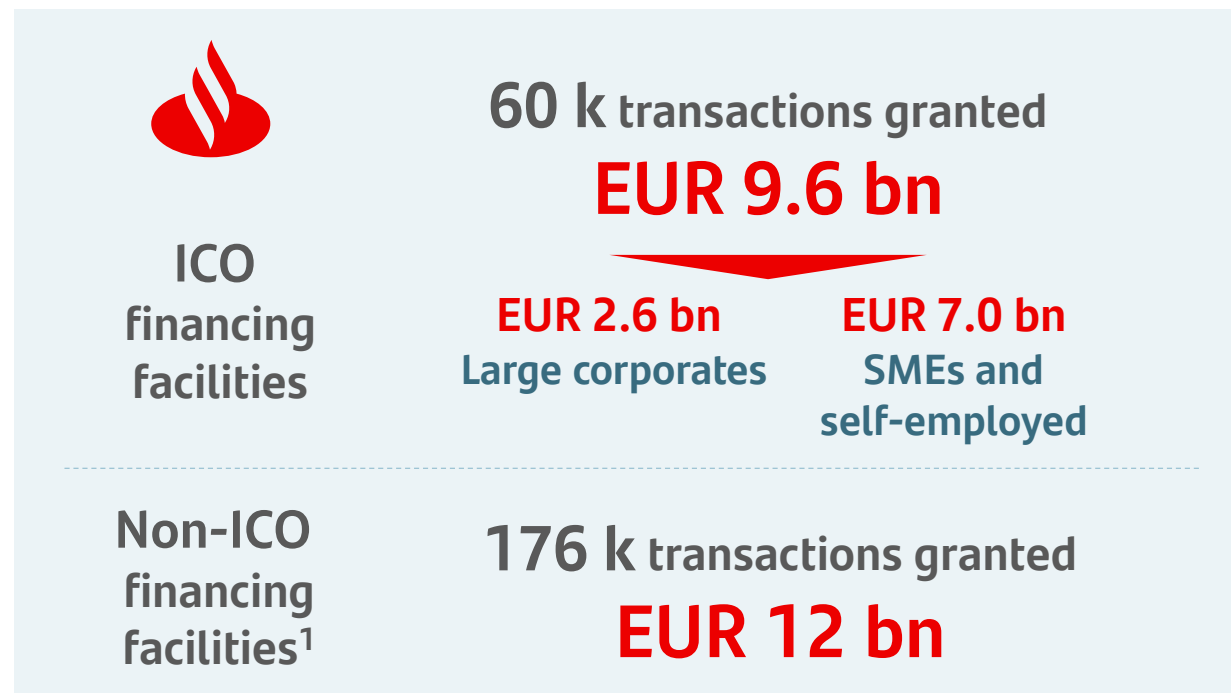 ICO
financing
facilities
60 k transactions granted
EUR 9.6 bn
EUR 2.6 bn
Large corporates
EUR 7.0 bn
SMEs and
self-employed
Non-ICO
financing
facilities¹
176 k transactions granted
EUR 12 bn